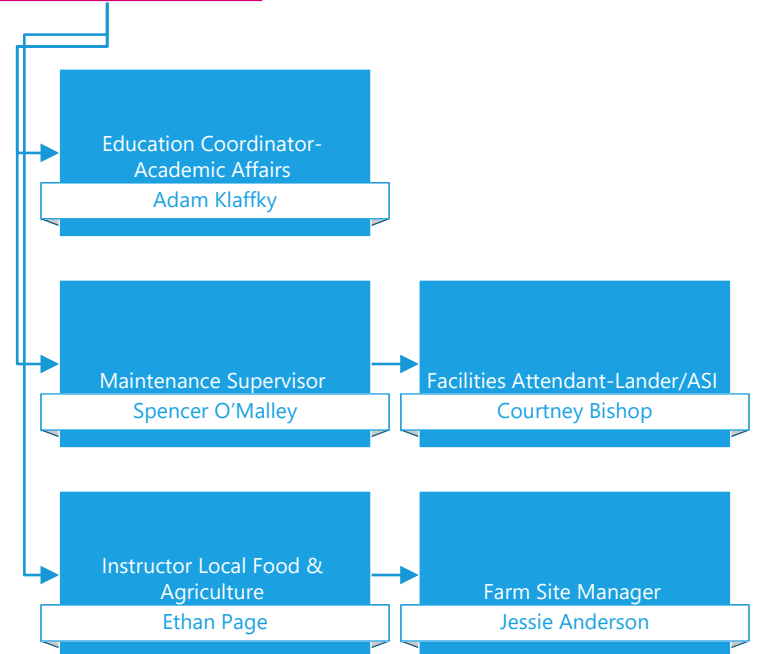 Education Coordinator-
Academic Affairs
Adam Klaffky
Maintenance Supervisor
Spencer O’Malley
Facilities Attendant-Lander/ASI
Courtney Bishop
Instructor Local Food &
Agriculture
Ethan Page
Farm Site Manager
Jessie Anderson